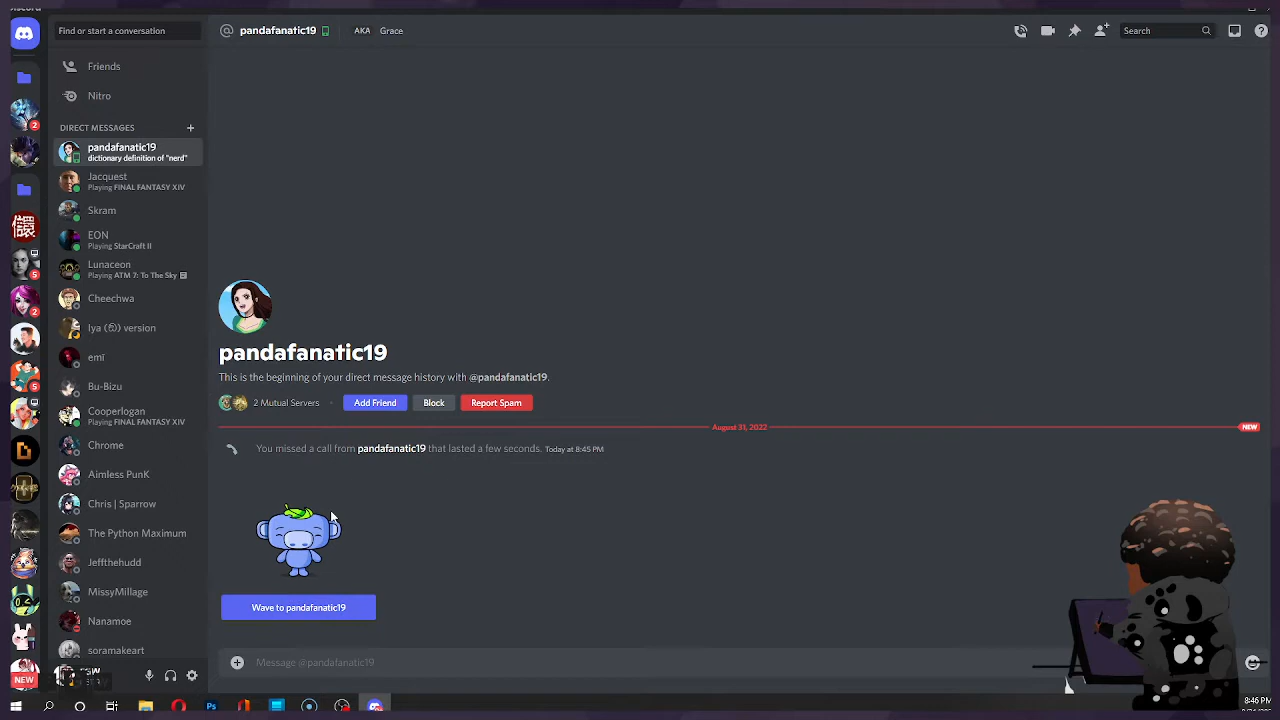 Find or start a conversation
pandafanatic19
AKA Grace
Search
Friends
Nitro
DIRECT MESSAGES
pandafanatic19
dictionary definition of "nerd"
Jacquest
Playing FINAL FANTASY XIV
Skram
EON
Playing StarCraft II
Lunaceon
Playing ATM 7: To The Sky
Cheechwa
emï
Bu-Bizu
Cooperlogan
Playing FINAL FANTASY XIV
Chrome
Aimless PunK
Chris | Sparrow
The Python Maximum
Jeffthehudd
MissyMillage
Nanamoe
soramakeart
2
5
2
5
NEW
pandafanatic19
This is the beginning of your direct message history with @pandafanatic19.
2 Mutual Servers
Add Friend
Block
Report Spam
August 31, 2022
NEW
You missed a call from pandafanatic19 that lasted a few seconds. Today at 8:45 PM
Wave to pandafanatic19
Message @pandafanatic19
8:46 PM